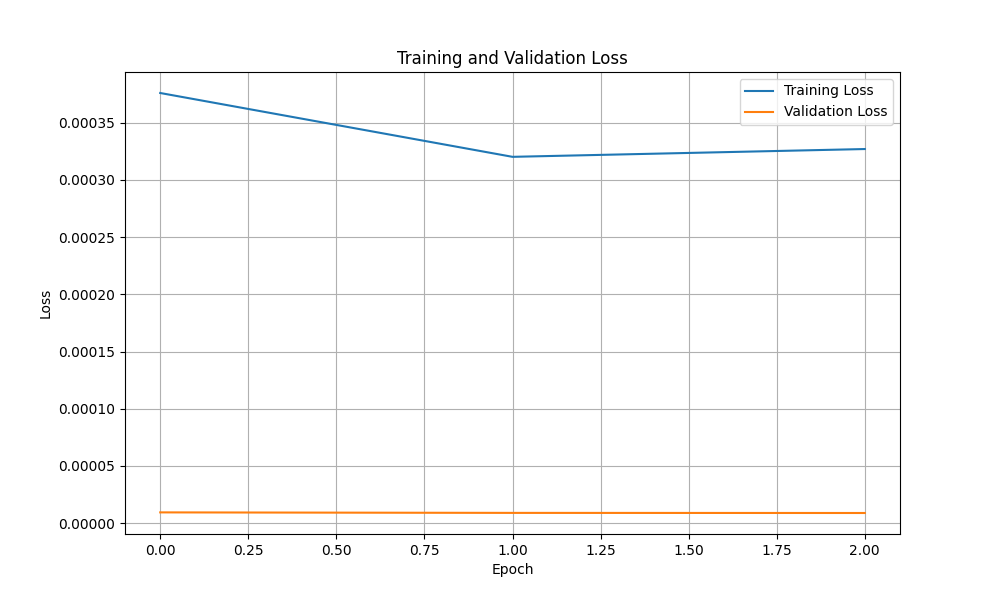 Training and Validation Loss
Training Loss
Validation Loss
0.00035
0.00030
0.00025
0.00020
0.00015
0.00010
0.00005
0.00000
Loss
0.00 0.25 0.50 0.75 1.00 1.25 1.50 1.75 2.00
Epoch